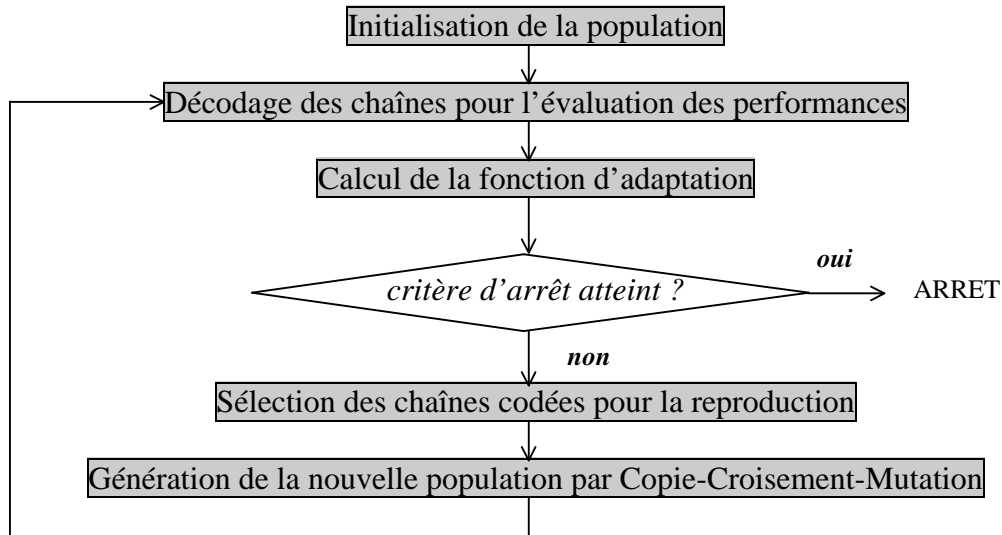 Initialisation de la population
Décodage des chaînes pour l'évaluation des performances
Calcul de la fonction d'adaptation
oui
critère d'arrêt atteint ?
ARRET
non
Sélection des chaînes codées pour la reproduction
Génération de la nouvelle population par Copie-Croisement-Mutation